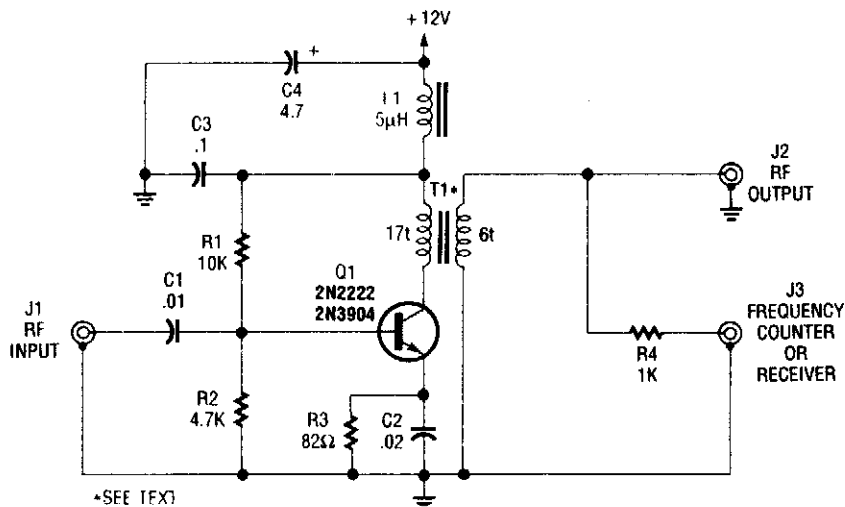 +12V
+
C4
4.7
L1
5µH
C3
.1
T1*
17t
6t
J2
RF
OUTPUT
R1
10K
Q1
2N2222
2N3904
C1
.01
J1
RF
INPUT
J3
FREQUENCY
COUNTER
OR
RECEIVER
R4
1K
R2
4.7K
R3
82Ω
C2
.02
*SEE TEXT